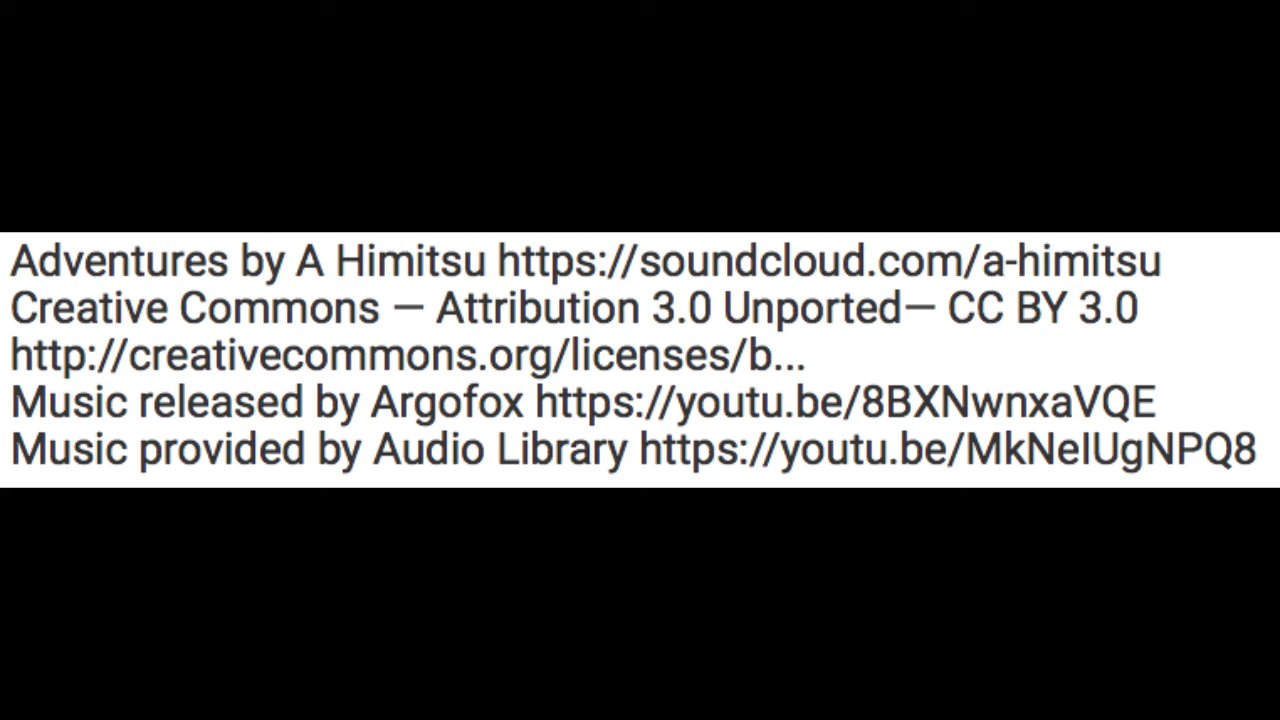 Adventures by A Himitsu https://soundcloud.com/a-himitsu
Creative Commons — Attribution 3.0 Unported— CC BY 3.0
http://creativecommons.org/licenses/b...
Music released by Argofox https://youtu.be/8BXNwnxaVQE
Music provided by Audio Library https://youtu.be/MkNeIUgNPQ8